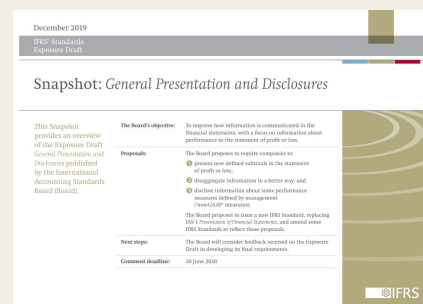 December 2019
IFRS® Standards
Exposure Draft
Snapshot: General Presentation and Disclosures
This Snapshot
provides an overview
of the Exposure Draft
General Presentation and
Disclosures published
by the International
Accounting Standards
Board (Board).
The Board's objective:
To improve how information is communicated in the
financial statements, with a focus on information about
performance in the statement of profit or loss.
Proposals:
The Board proposes to require companies to:
1 present new defined subtotals in the statement
of profit or loss;
2 disaggregate information in a better way; and
3 disclose information about some performance
measures defined by management
('non-GAAP' measures).
The Board proposes to issue a new IFRS Standard, replacing
IAS 1 Presentation of Financial Statements, and amend some
IFRS Standards to reflect these proposals.
Next steps:
The Board will consider feedback received on the Exposure
Draft in developing its final requirements.
Comment deadline:
30 June 2020
IFRS